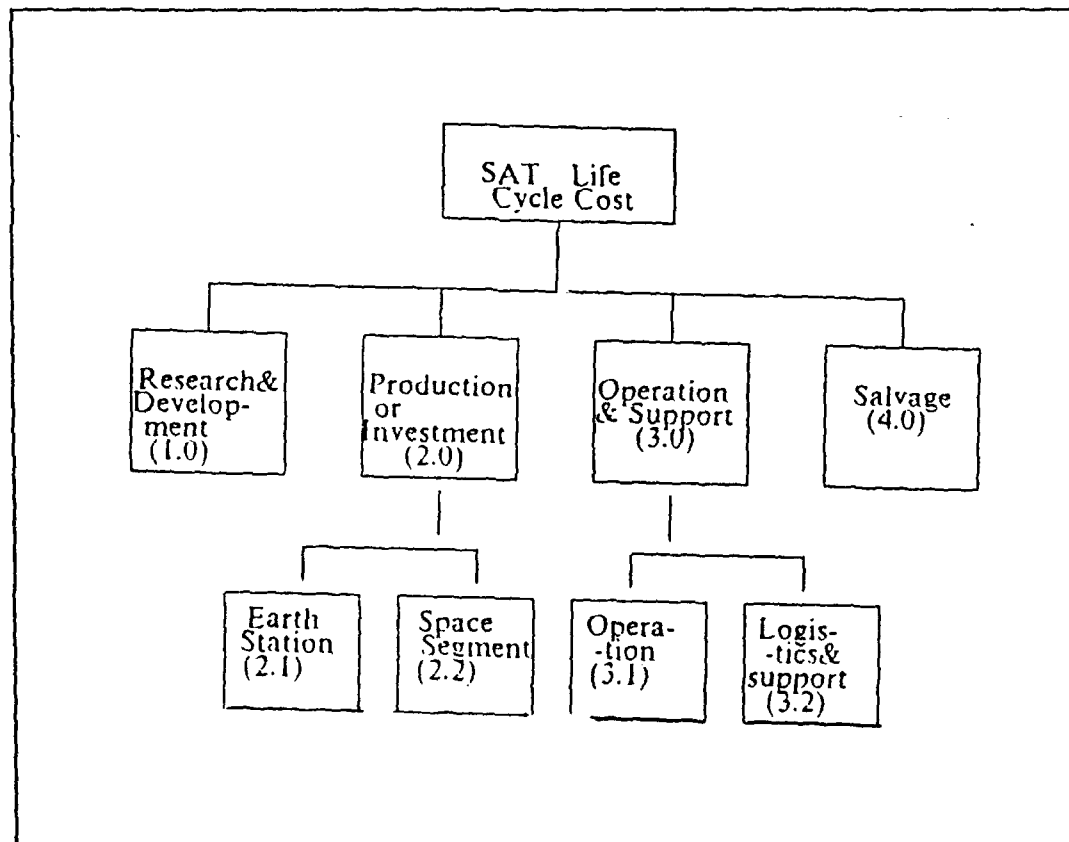 SAT Life
Cycle Cost
Research&
Develop-
ment
(1.0)
Production
or
Investment
(2.0)
Operation
& Support
(3.0)
Salvage
(4.0)
Earth
Station
(2.1)
Space
Segment
(2.2)
Opera-
-tion
(3.1)
Logis-
-tics&
support
(3.2)